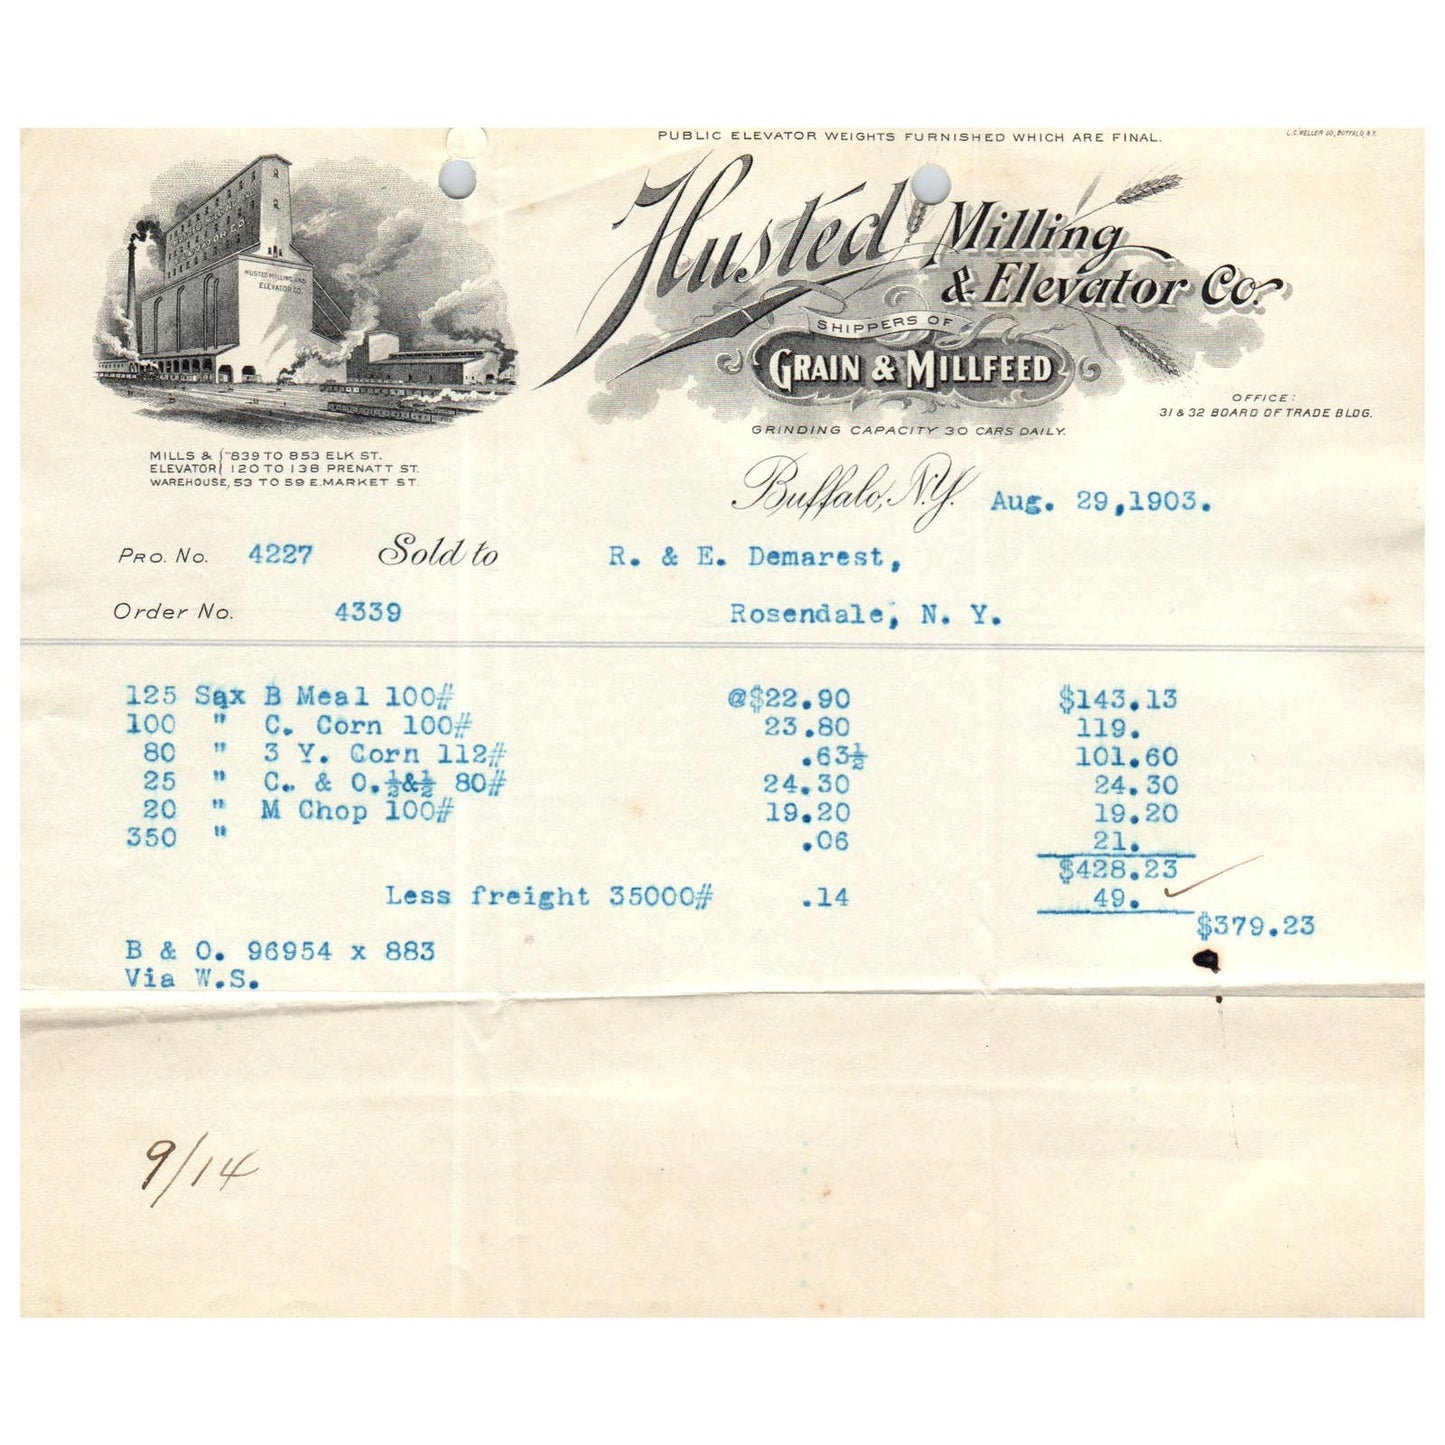 PUBLIC ELEVATOR WEIGHTS FURNISHED WHICH ARE FINAL.
L.C. WELLER CO, BUFFALO, N.Y.
Husted Milling
& Elevator Co.
HUSTED MILLING AND
ELEVATOR CO.
SHIPPERS OF
GRAIN & MILLFEED
OFFICE:
31 & 32 BOARD OF TRADE BLDG.
GRINDING CAPACITY 30 CARS DAILY.
MILLS & 839 TO 853 ELK ST.
ELEVATOR 120 TO 138 PRENATT ST.
WAREHOUSE, 53 TO 59 E. MARKET ST.
Buffalo, N.Y. Aug. 29,1903.
PRO. NO. 4227 Sold to R. & E. Demarest,
Order No. 4339 Rosendale, N. Y.
125 Sax B Meal 100# @$22.90 $143.13
100 " C. Corn 100# 23.80 119.
80 " 3 Y. Corn 112# .63½ 101.60
25 " C. & O.½&½ 80# 24.30 24.30
20 " M Chop 100# 19.20 19.20
350 " .06 21.
$428.23
Less freight 35000# .14 49.
$379.23
B & O. 96954 x 883
Via W.S.
9/14